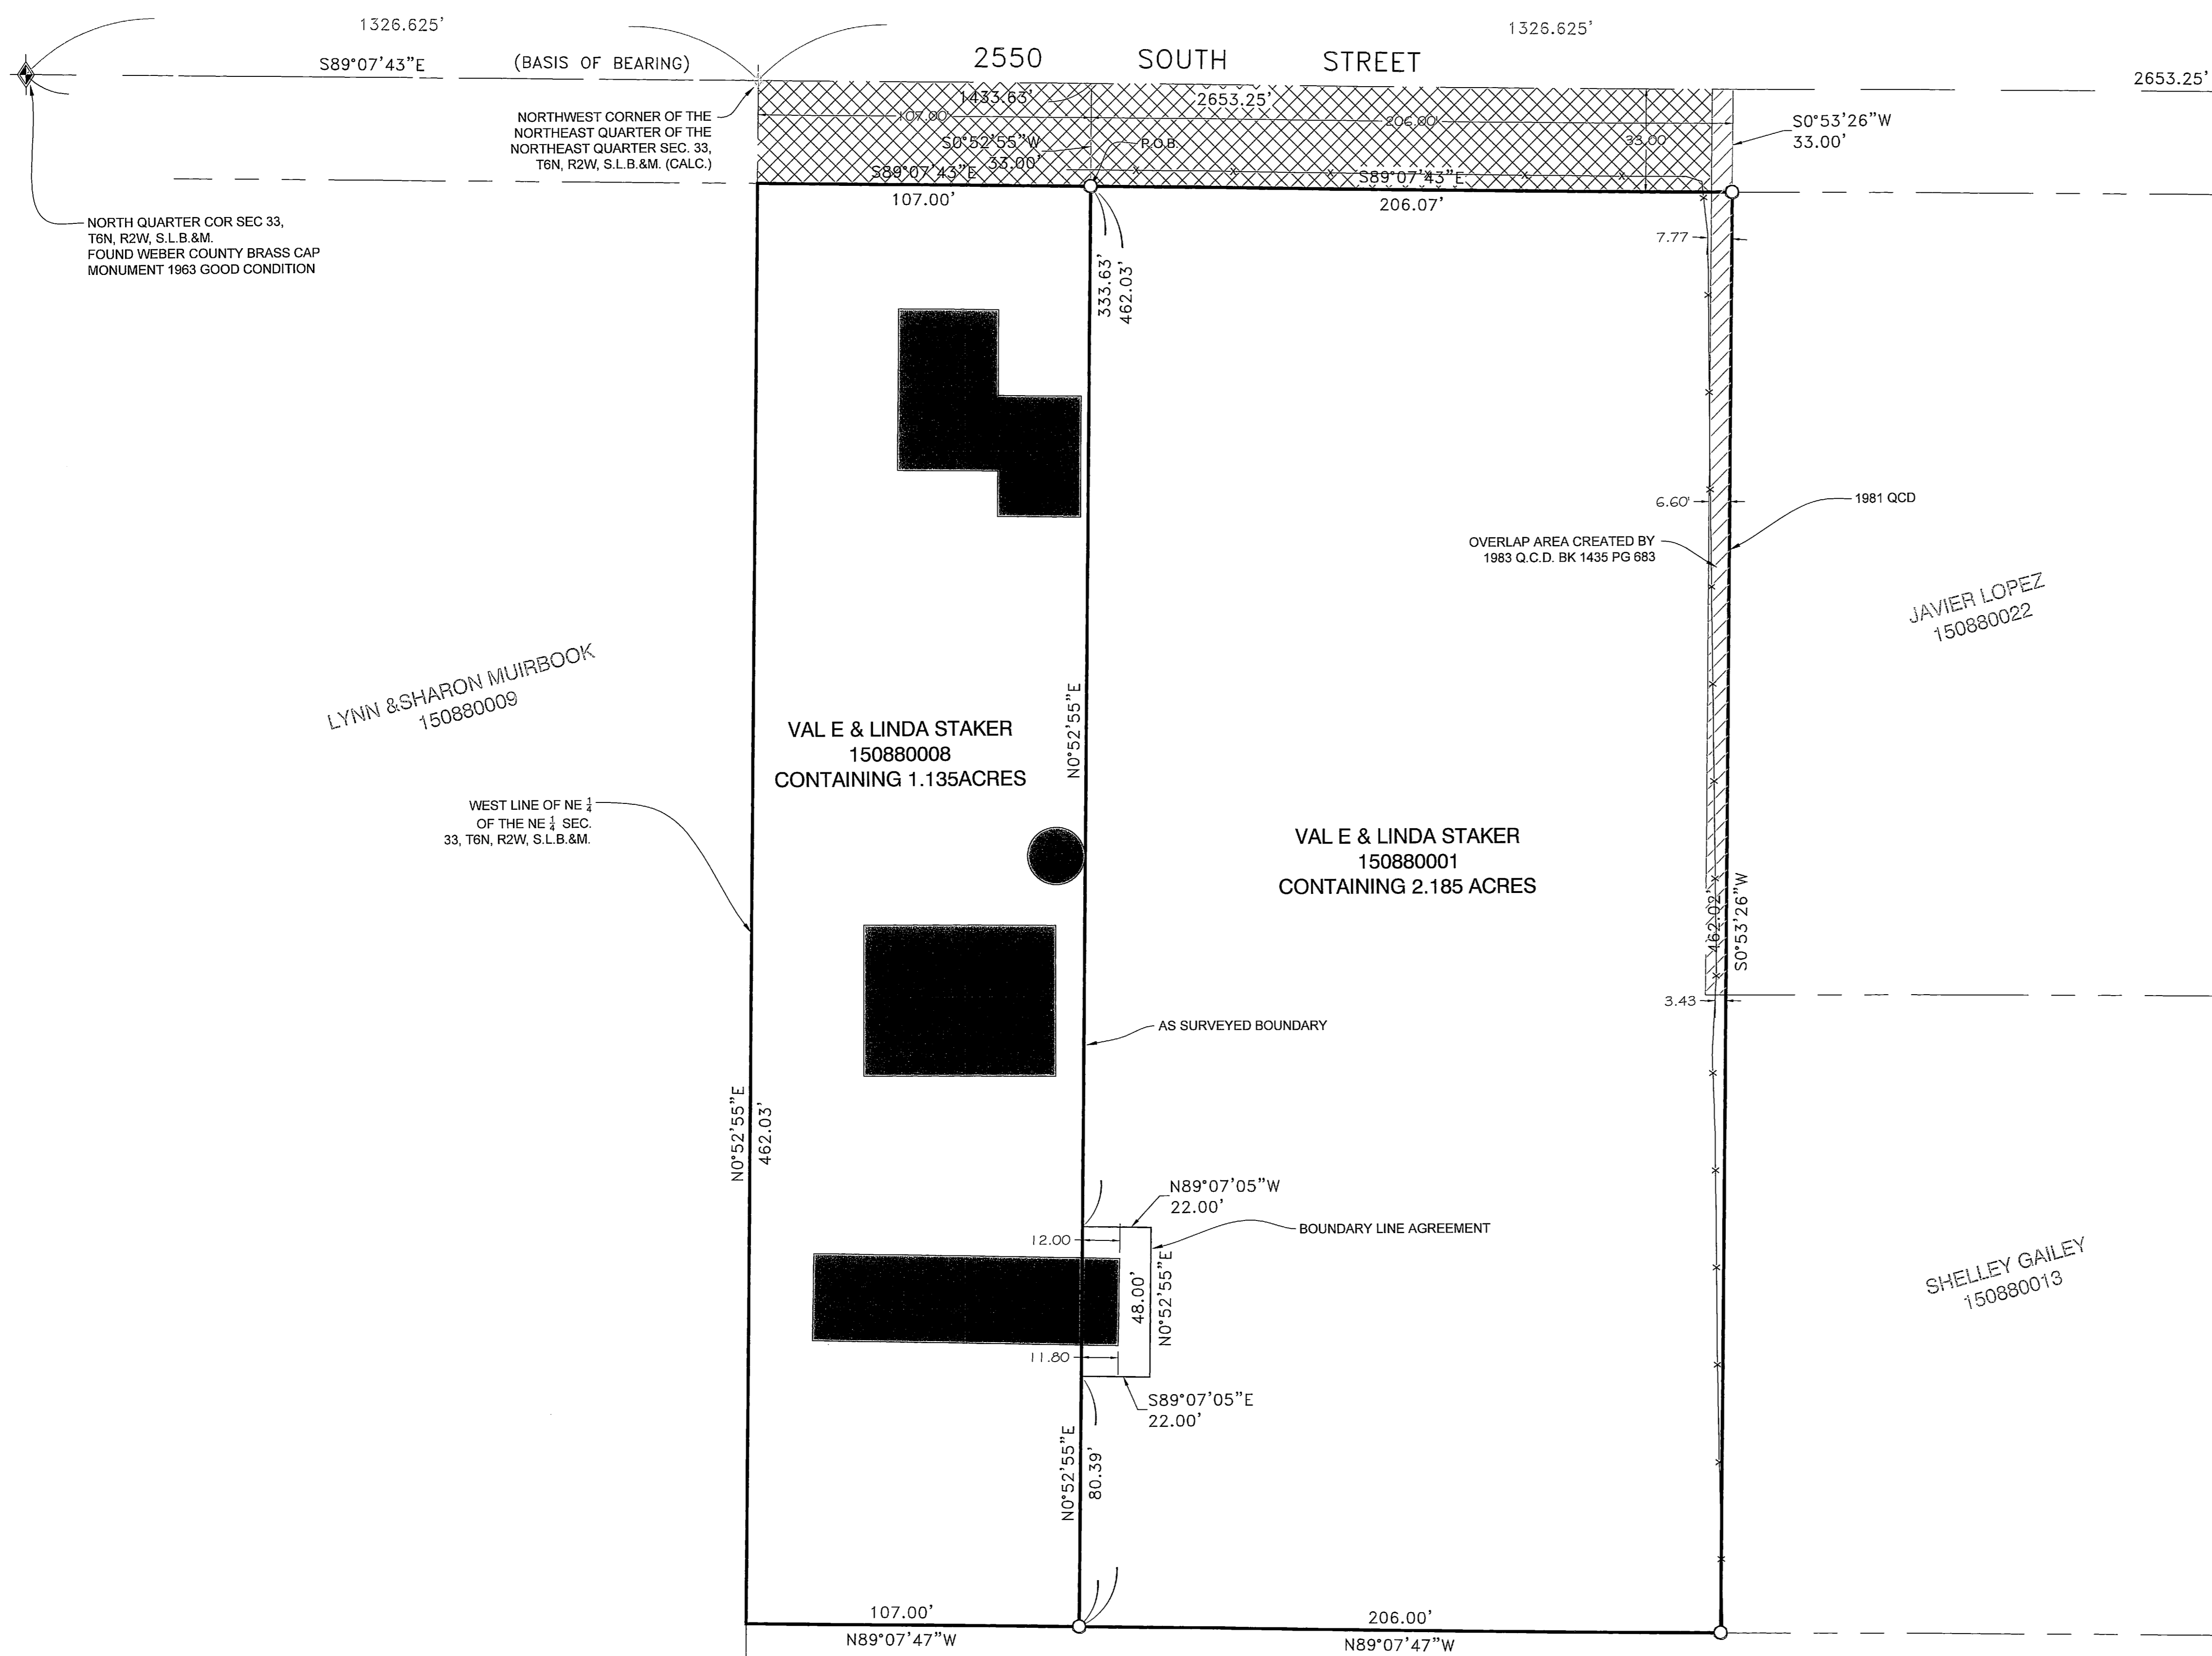 1326.625'
1326.625'
2550 SOUTH STREET
S89°07'43"E
(BASIS OF BEARING)
2653.25'
1433.63'
2653.25'
NORTHWEST CORNER OF THE
NORTHEAST QUARTER OF THE
NORTHEAST QUARTER SEC. 33,
T6N, R2W, S.L.B.&M. (CALC.)
107.00'
206.00'
S0°53'26"W
33.00'
S0°52'55"W
33.00'
P.O.B.
33.00
S89°07'43"E
107.00'
S89°07'43"E
206.07'
NORTH QUARTER COR SEC 33,
T6N, R2W, S.L.B.&M.
FOUND WEBER COUNTY BRASS CAP
MONUMENT 1963 GOOD CONDITION
7.77
333.63'
462.03'
6.60'
1981 QCD
OVERLAP AREA CREATED BY
1983 Q.C.D. BK 1435 PG 683
JAVIER LOPEZ
150880022
LYNN &SHARON MUIRBOOK
150880009
VAL E & LINDA STAKER
150880008
CONTAINING 1.135ACRES
N0°52'55"E
WEST LINE OF NE 1/4
OF THE NE 1/4 SEC.
33, T6N, R2W, S.L.B.&M.
VAL E & LINDA STAKER
150880001
CONTAINING 2.185 ACRES
462.02'
S0°53'26"W
3.43
AS SURVEYED BOUNDARY
N0°52'55"E
462.03'
N89°07'05"W
22.00'
BOUNDARY LINE AGREEMENT
12.00
48.00'
N0°52'55"E
11.80
S89°07'05"E
22.00'
SHELLEY GAILEY
150880013
N0°52'55"E
80.39'
107.00'
N89°07'47"W
206.00'
N89°07'47"W